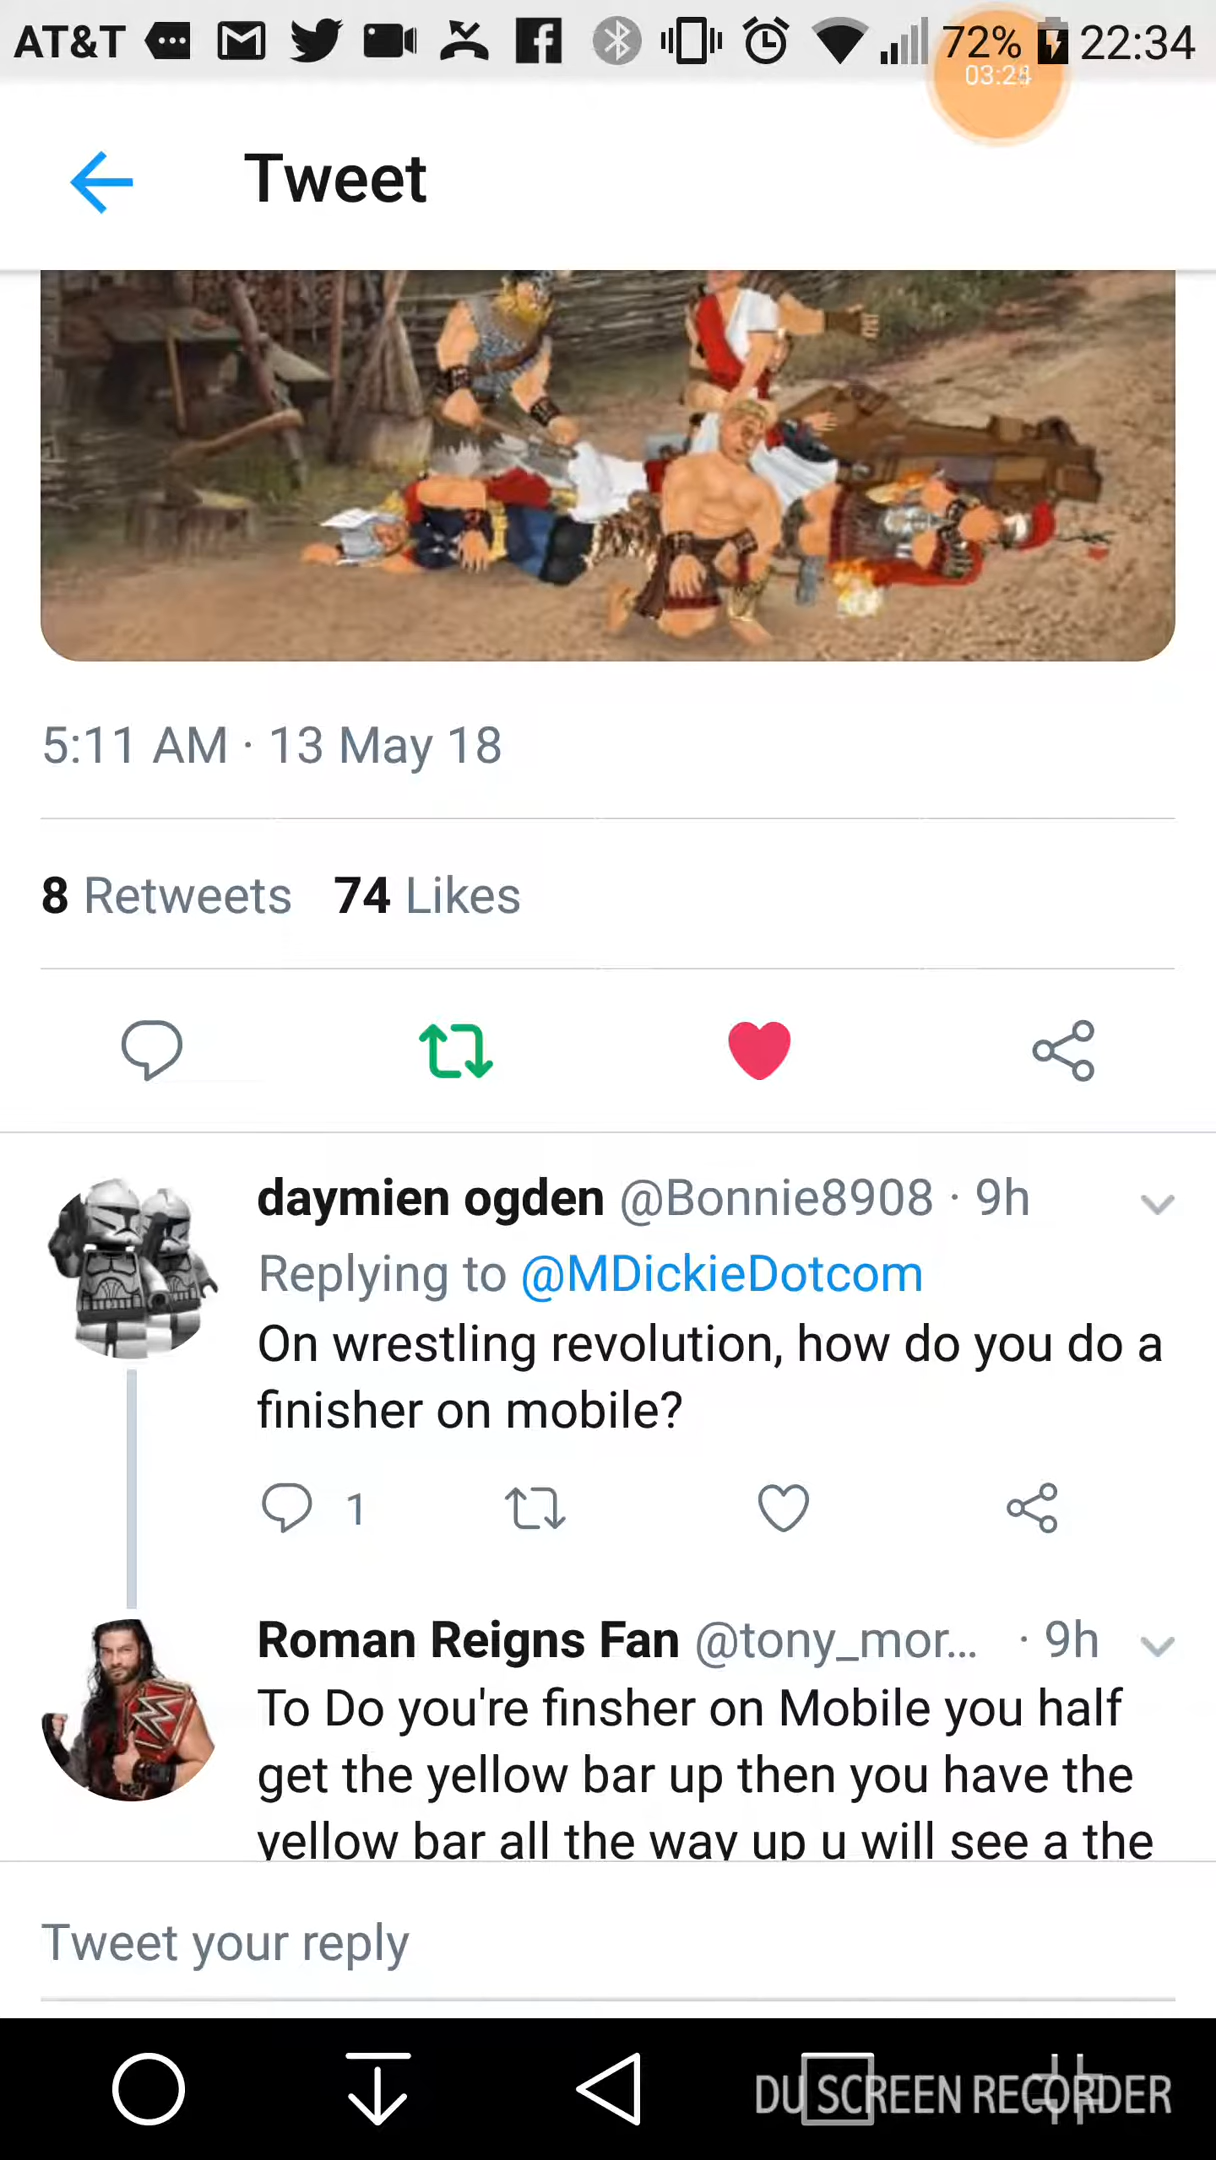 AT&T 72% 22:34
03:24
Tweet
5:11 AM · 13 May 18
8 Retweets 74 Likes
daymien ogden @Bonnie8908 · 9h
Replying to @MDickieDotcom
On wrestling revolution, how do you do a
finisher on mobile?
1
Roman Reigns Fan @tony_mor... · 9h
To Do you're finsher on Mobile you half
get the yellow bar up then you have the
yellow bar all the way up u will see a the
Tweet your reply
DU SCREEN RECORDER